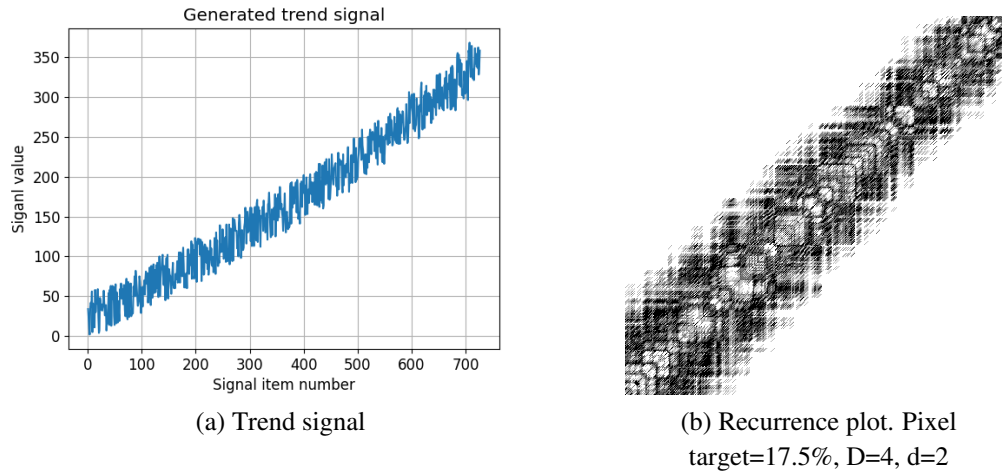 Generated trend signal
350
300
250
200
150
100
50
0
Siganl value
0 100 200 300 400 500 600 700
Signal item number
(a) Trend signal
(b) Recurrence plot. Pixel
target=17.5%, D=4, d=2